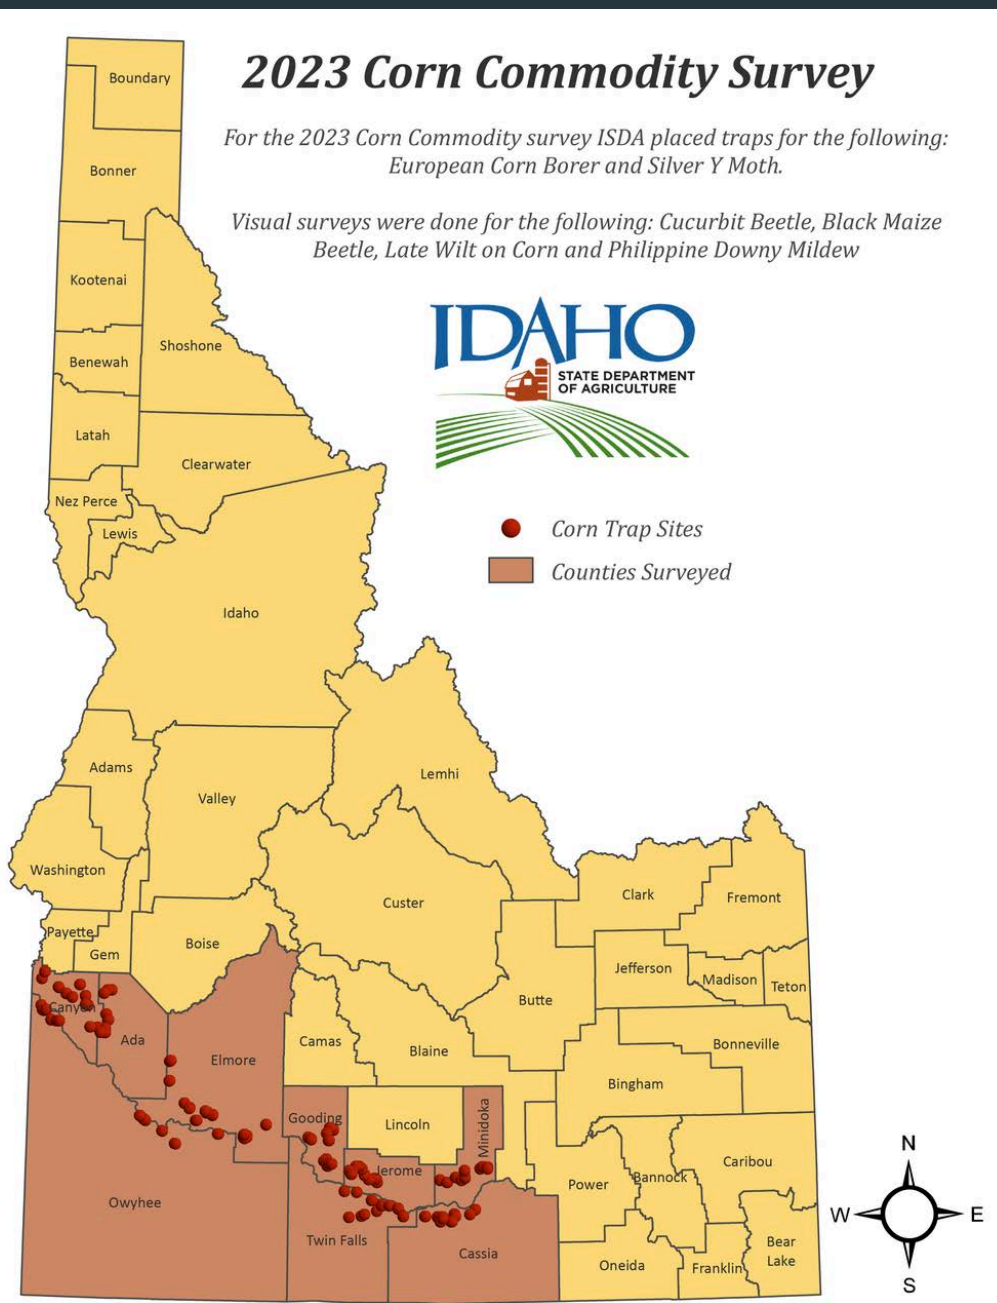 2023 Corn Commodity Survey
For the 2023 Corn Commodity survey ISDA placed traps for the following:
European Corn Borer and Silver Y Moth.
Visual surveys were done for the following: Cucurbit Beetle, Black Maize
Beetle, Late Wilt on Corn and Philippine Downy Mildew
IDAHO
STATE DEPARTMENT
OF AGRICULTURE
Corn Trap Sites
Counties Surveyed
Boundary
Bonner
Kootenai
Shoshone
Benewah
Latah
Clearwater
Nez Perce
Lewis
Idaho
Adams
Lemhi
Valley
Washington
Custer
Clark
Fremont
Payette
Boise
Gem
Jefferson
Madison
Teton
Butte
Canyon
Ada
Camas
Blaine
Bonneville
Elmore
Bingham
Gooding
Lincoln
Minidoka
Jerome
Caribou
Bannock
Power
Owyhee
Twin Falls
Cassia
Oneida
Franklin
Bear
Lake
N
W
E
S